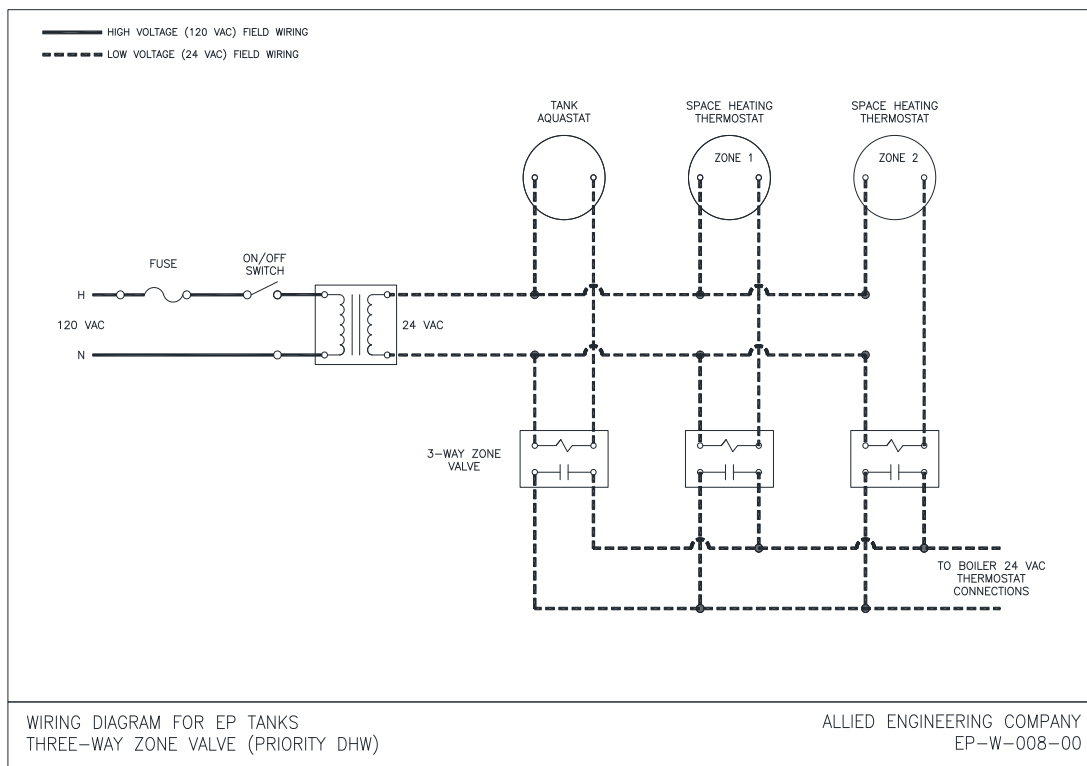 HIGH VOLTAGE (120 VAC) FIELD WIRING
LOW VOLTAGE (24 VAC) FIELD WIRING
TANK
AQUASTAT
SPACE HEATING
THERMOSTAT
SPACE HEATING
THERMOSTAT
ZONE 1
ZONE 2
FUSE
ON/OFF
SWITCH
H
120 VAC
24 VAC
N
3-WAY ZONE
VALVE
TO BOILER 24 VAC
THERMOSTAT
CONNECTIONS
WIRING DIAGRAM FOR EP TANKS
THREE-WAY ZONE VALVE (PRIORITY DHW)
ALLIED ENGINEERING COMPANY
EP-W-008-00